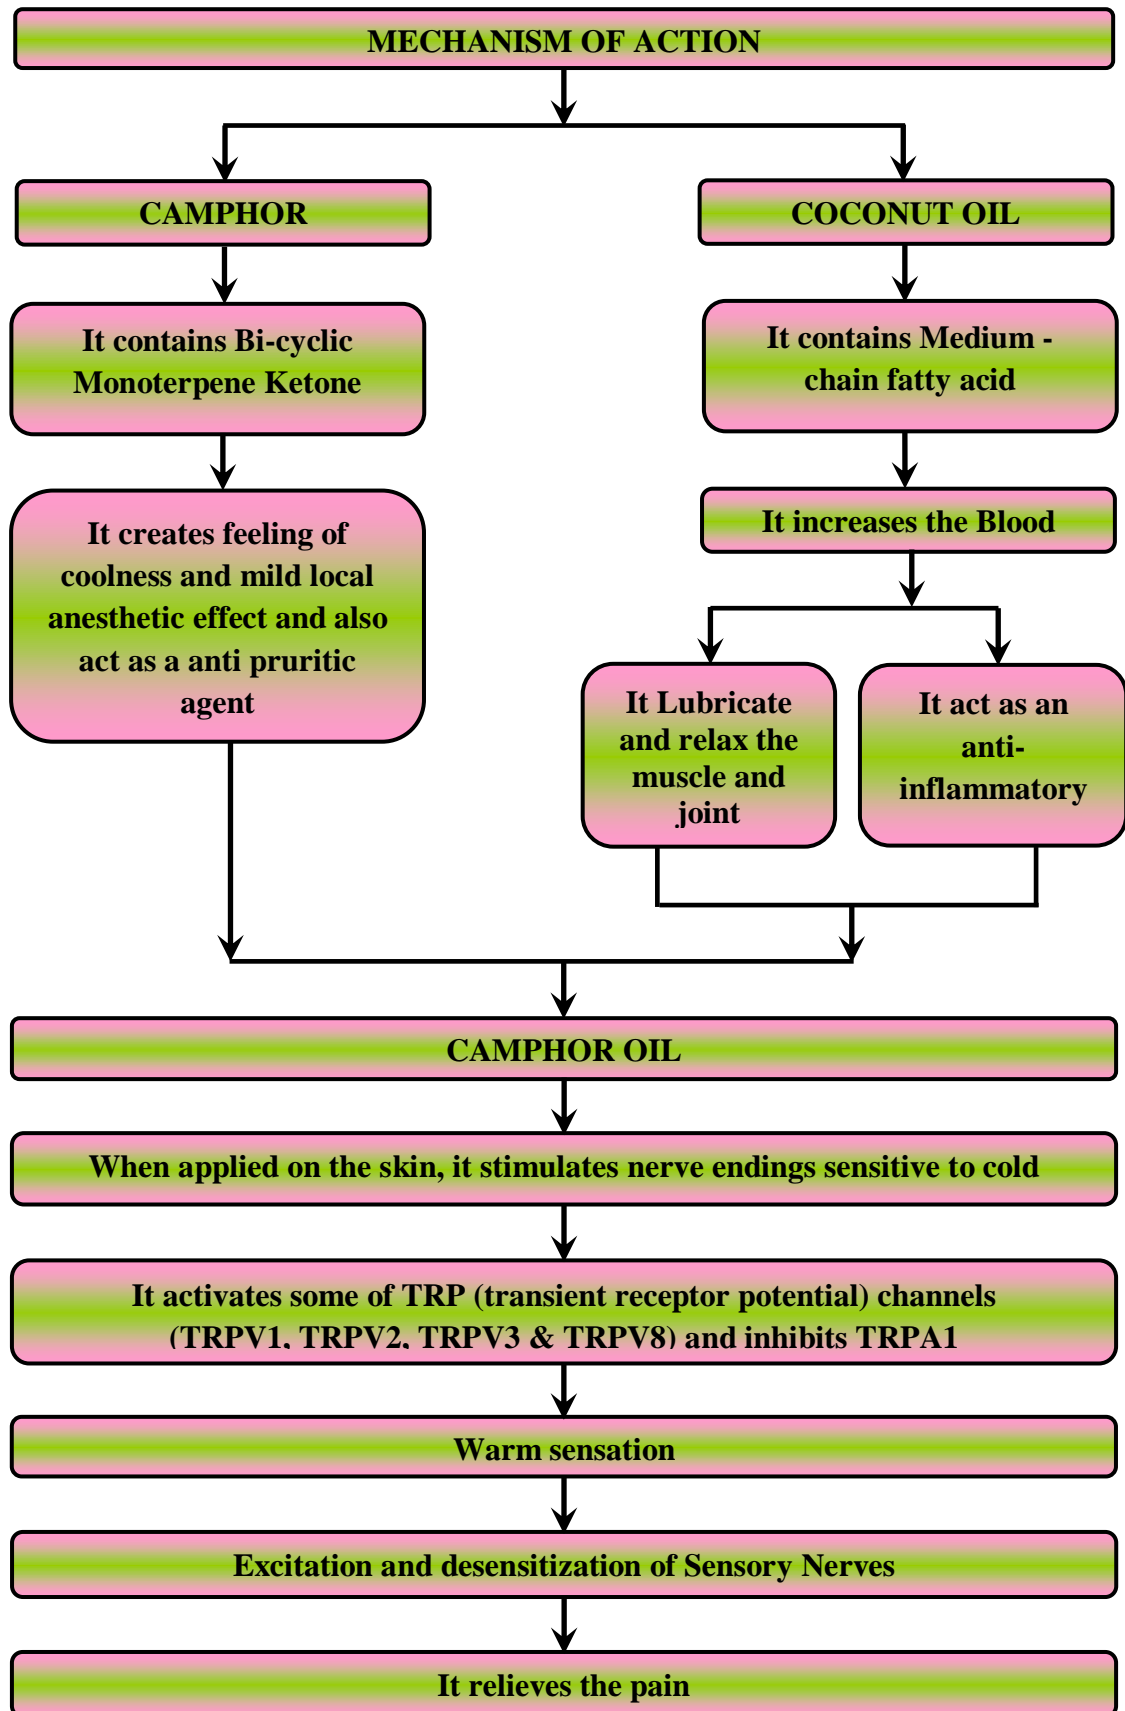 MECHANISM OF ACTION
CAMPHOR
COCONUT OIL
It contains Bi-cyclic
Monoterpene Ketone
It contains Medium -
chain fatty acid
It creates feeling of
coolness and mild local
anesthetic effect and also
act as a anti pruritic
agent
It increases the Blood
It Lubricate
and relax the
muscle and
joint
It act as an
anti-
inflammatory
CAMPHOR OIL
When applied on the skin, it stimulates nerve endings sensitive to cold
It activates some of TRP (transient receptor potential) channels
(TRPV1, TRPV2, TRPV3 & TRPV8) and inhibits TRPA1
Warm sensation
Excitation and desensitization of Sensory Nerves
It relieves the pain